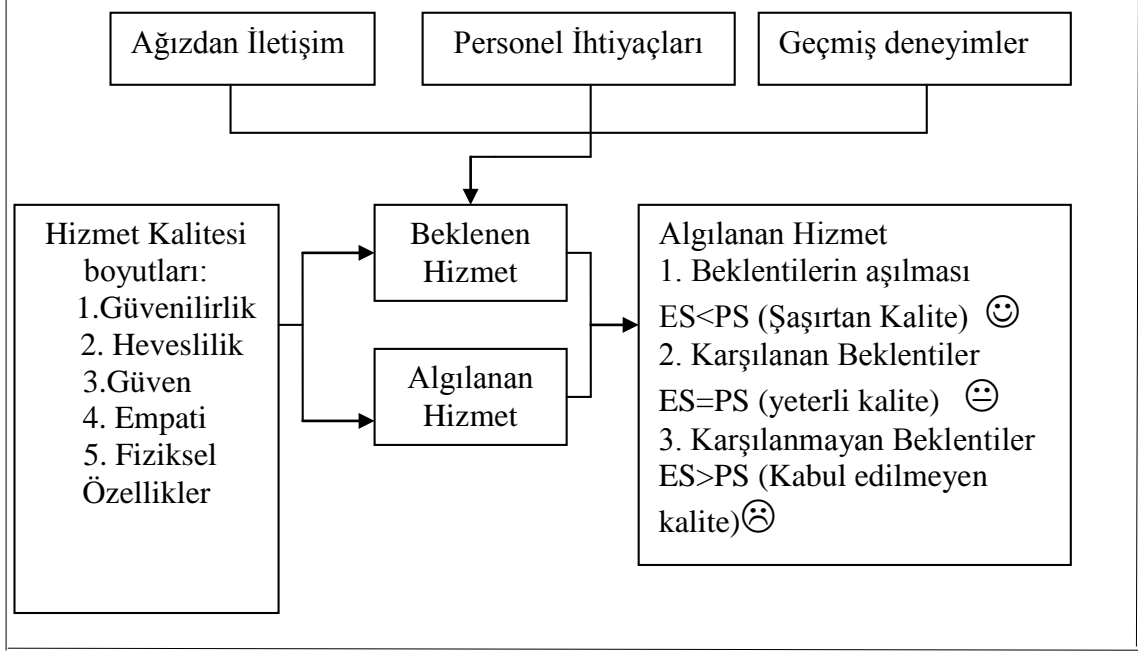 Ağızdan İletişim
Personel İhtiyaçları
Geçmiş deneyimler
Hizmet Kalitesi
boyutları:
1.Güvenilirlik
2. Heveslilik
3.Güven
4. Empati
5. Fiziksel
Özellikler
Beklenen
Hizmet
Algılanan
Hizmet
Algılanan Hizmet
1. Beklentilerin aşılması
ES<PS (Şaşırtan Kalite) ☺
2. Karşılanan Beklentiler
ES=PS (yeterli kalite) 😐
3. Karşılanmayan Beklentiler
ES>PS (Kabul edilmeyen
kalite)☹